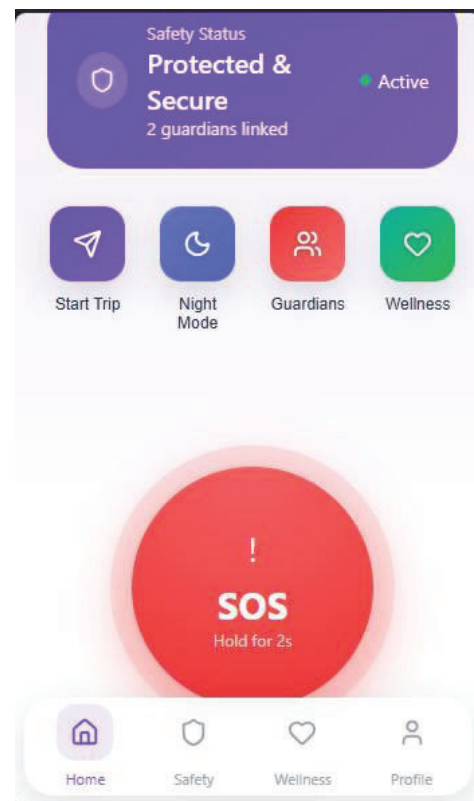 Safety Status
Protected &
Secure
Active
2 guardians linked
Start Trip
Night
Mode
Guardians
Wellness
!
SOS
Hold for 2s
Home
Safety
Wellness
Profile